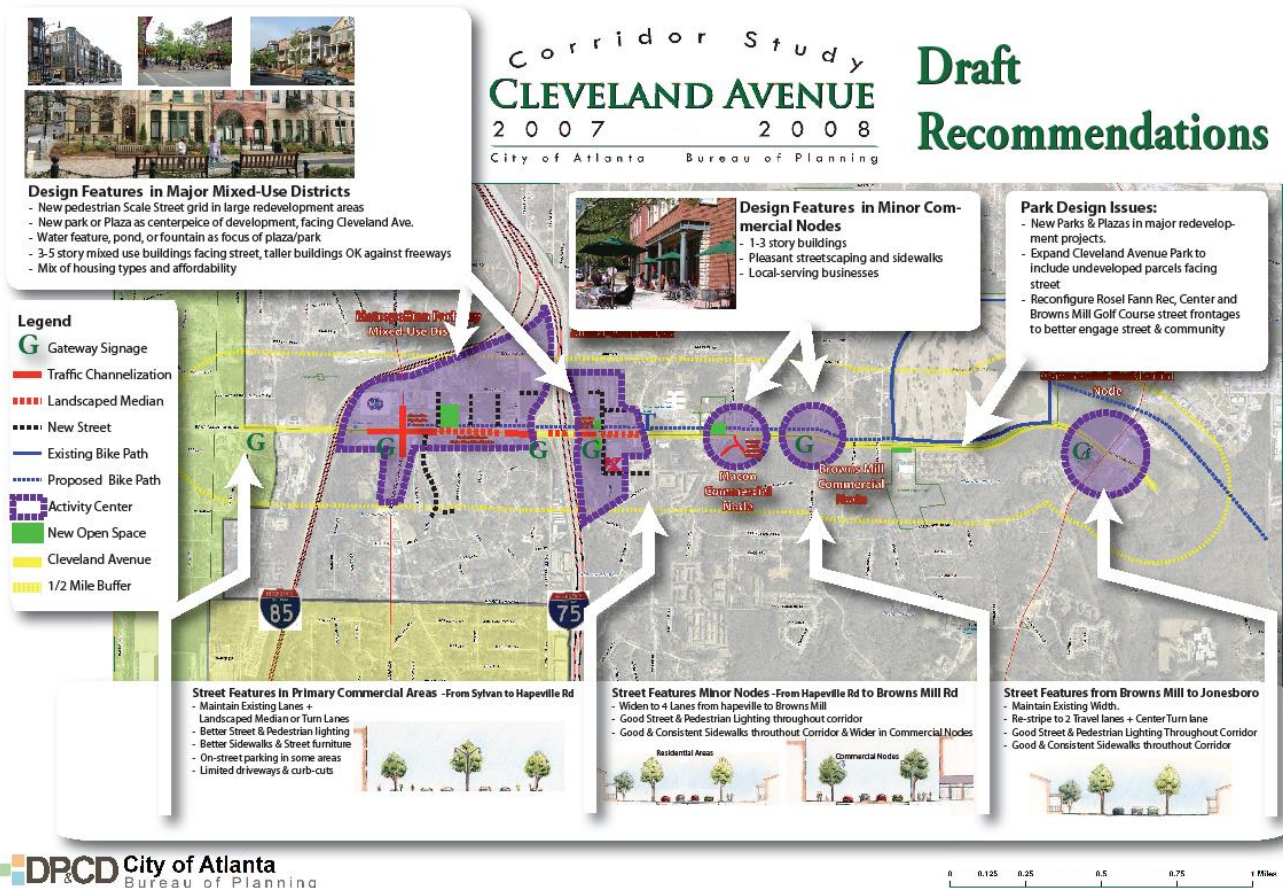 Corridor Study
CLEVELAND AVENUE
2007 2008
City of Atlanta Bureau of Planning
Draft
Recommendations
Design Features in Major Mixed-Use Districts
- New pedestrian Scale Street grid in large redevelopment areas
- New park or Plaza as centerpeice of development, facing Cleveland Ave.
- Water feature, pond, or fountain as focus of plaza/park
- 3-5 story mixed use buildings facing street, taller buildings OK against freeways
- Mix of housing types and affordability
Design Features in Minor Com-
mercial Nodes
- 1-3 story buildings
- Pleasant streetscaping and sidewalks
- Local-serving businesses
Park Design Issues:
- New Parks & Plazas in major redevelop-
ment projects.
- Expand Cleveland Avenue Park to
include undeveloped parcels facing
street
- Reconfigure Rosel Fann Rec, Center and
Browns Mill Golf Course street frontages
to better engage street & community
Legend
G Gateway Signage
Traffic Channelization
Landscaped Median
New Street
Existing Bike Path
Proposed Bike Path
Activity Center
New Open Space
Cleveland Avenue
1/2 Mile Buffer
Mixed-Use
Node
G
G
G
G
G
Macon
Commercial
Node
Browns Mill
Commercial
Node
85
75
Street Features in Primary Commercial Areas -From Sylvan to Hapeville Rd
- Maintain Existing Lanes +
Landscaped Median or Turn Lanes
- Better Street & Pedestrian lighting
- Better Sidewalks & Street furniture
- On-street parking in some areas
- Limited driveways & curb-cuts
Street Features Minor Nodes -From Hapeville Rd to Browns Mill Rd
- Widen to 4 Lanes from hapeville to Browns Mill
- Good Street & Pedestrian Lighting throughout corridor
- Good & Consistent Sidewalks throuthout Corridor & Wider in Commercial Nodes
Residential Areas
Commercial Nodes
Street Features from Browns Mill to Jonesboro
- Maintain Existing Width.
- Re-stripe to 2 Travel lanes + Center Turn lane
- Good Street & Pedestrian Lighting Throughout Corridor
- Good & Consistent Sidewalks throuthout Corridor
DP&CD City of Atlanta
Bureau of Planning
0 0.125 0.25 0.5 0.75 1 Miles